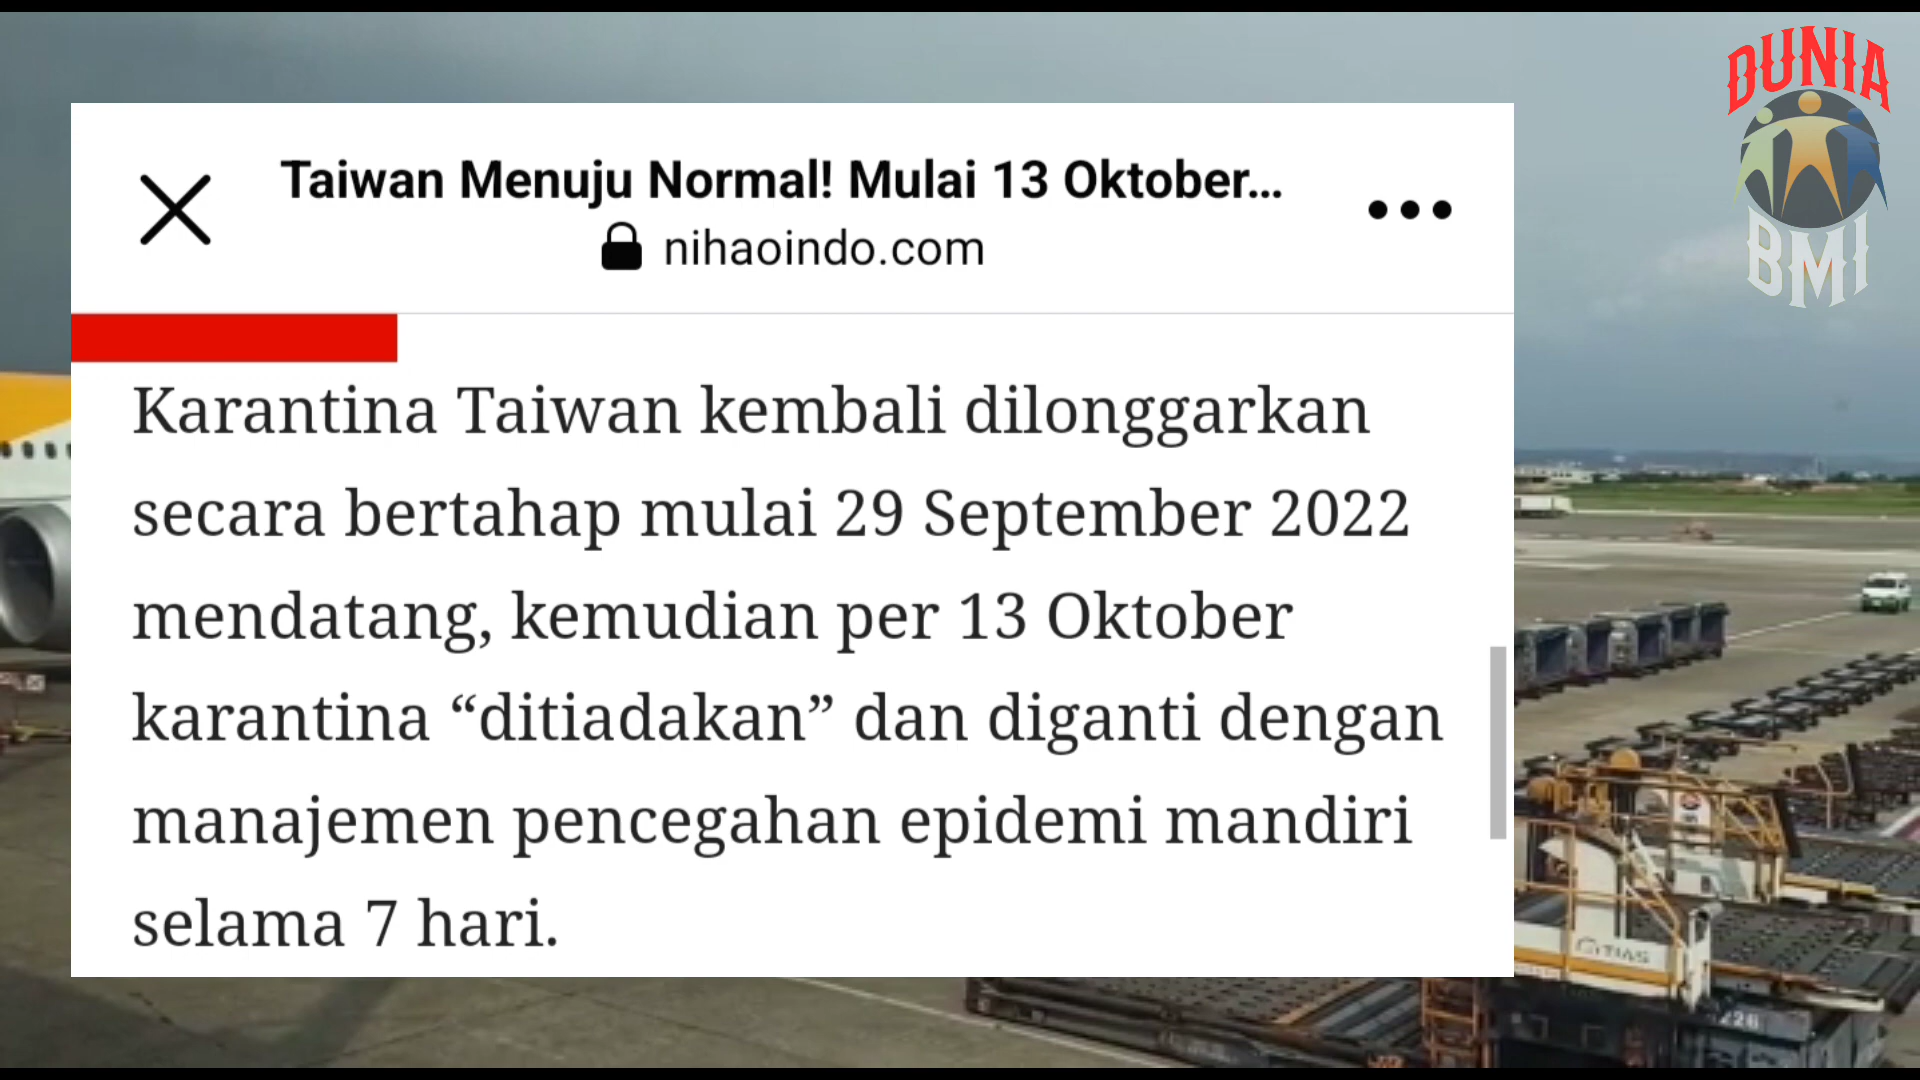 DUNIA
BMI
Taiwan Menuju Normal! Mulai 13 Oktober...
nihaoindo.com
Karantina Taiwan kembali dilonggarkan
secara bertahap mulai 29 September 2022
mendatang, kemudian per 13 Oktober
karantina “ditiadakan” dan diganti dengan
manajemen pencegahan epidemi mandiri
selama 7 hari.
TIAS